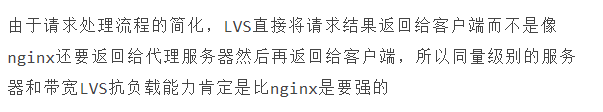 由于请求处理流程的简化，LVS直接将请求结果返回给客户端而不是像
nginx还要返回给代理服务器然后再返回给客户端，所以同量级别的服务
器和带宽LVS抗负载能力肯定是比nginx是要强的